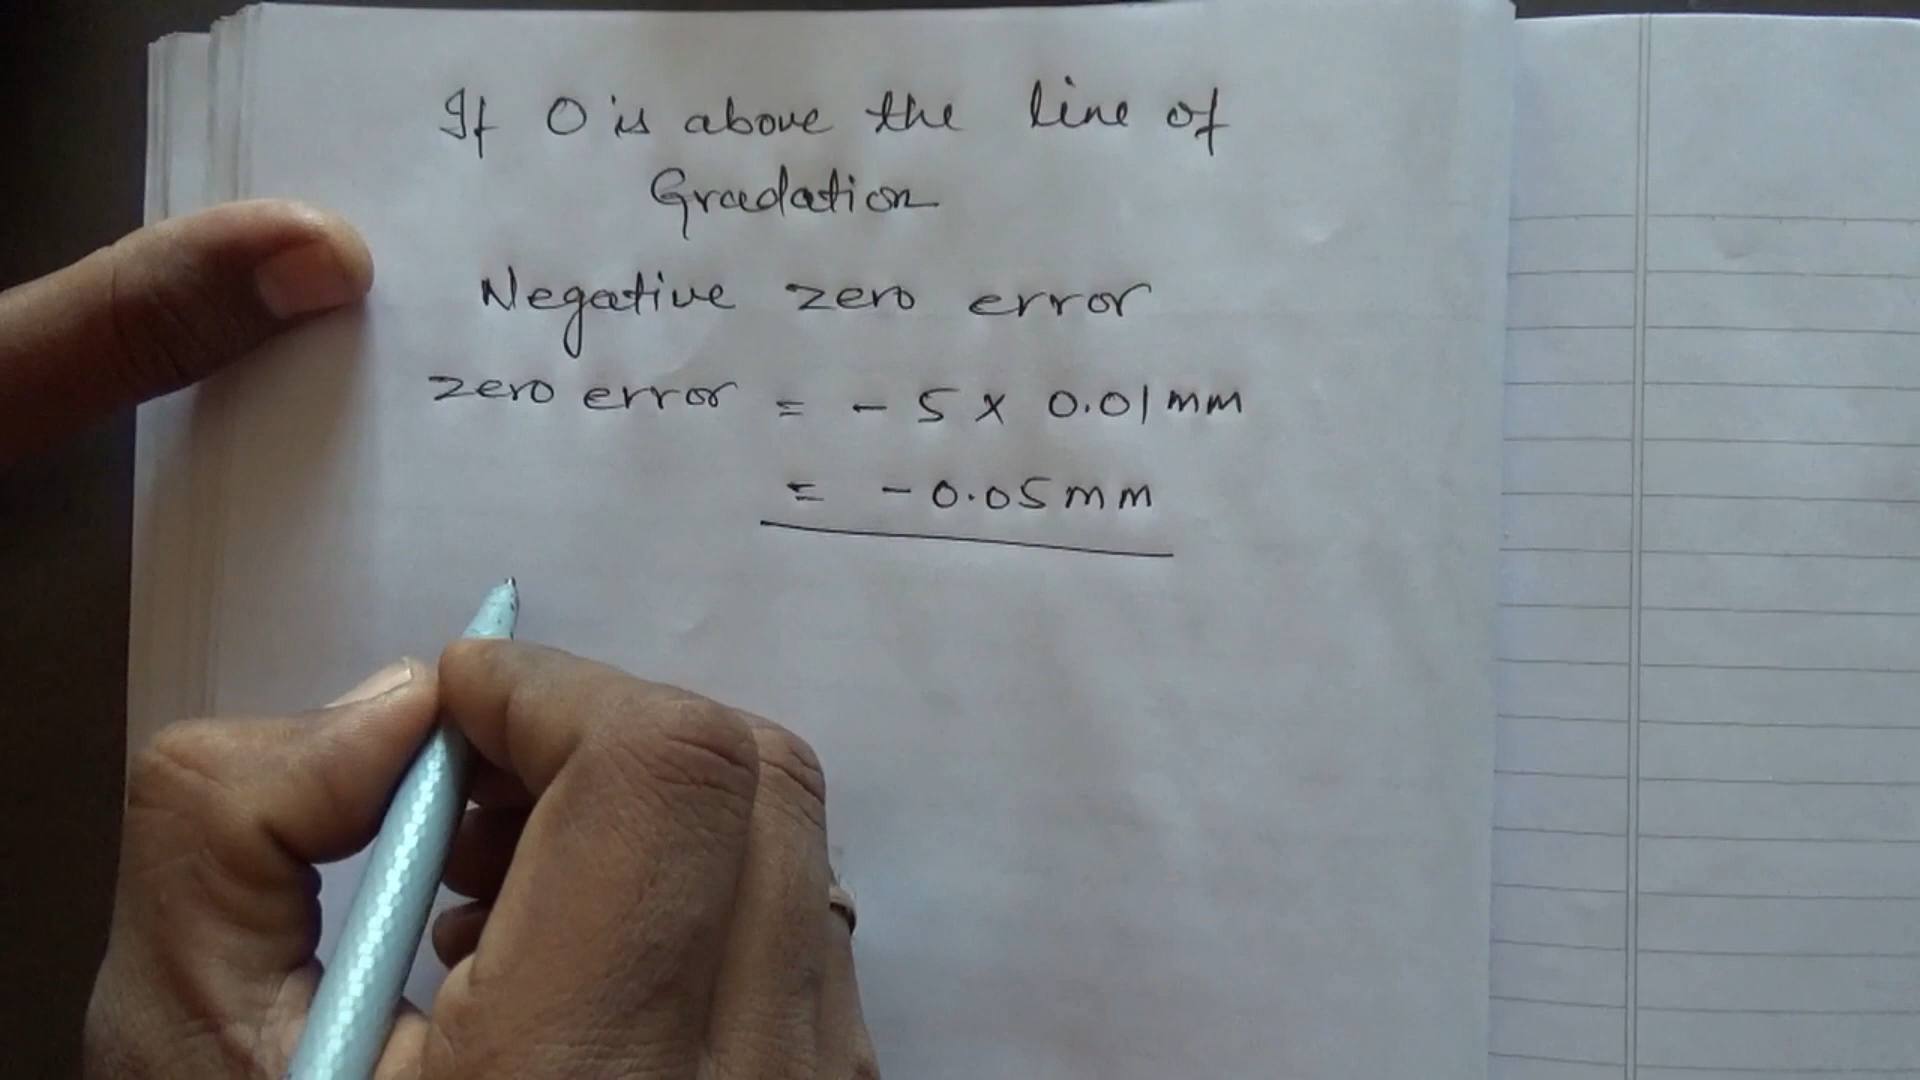 If 0 is above the line of
Gradation
Negative zero error
zero error = - 5 x 0.01 mm
= - 0.05 mm